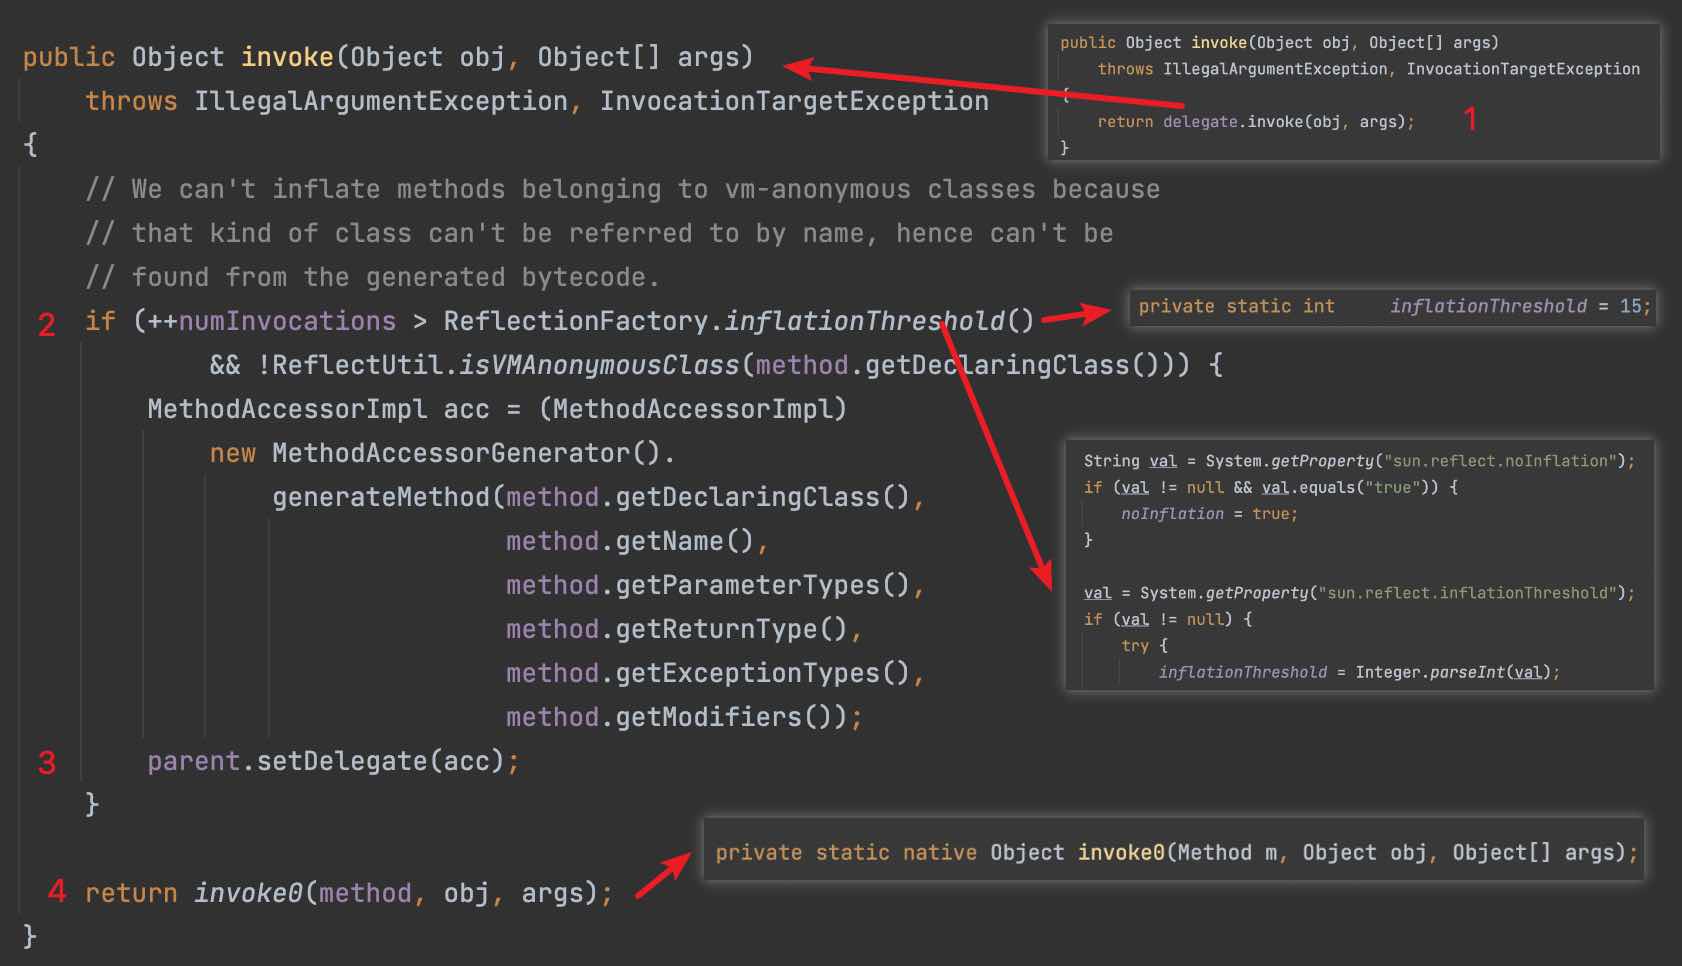 public Object invoke(Object obj, Object[] args)
    throws IllegalArgumentException, InvocationTargetException
{
    // We can't inflate methods belonging to vm-anonymous classes because
    // that kind of class can't be referred to by name, hence can't be
    // found from the generated bytecode.
2
    if (++numInvocations > ReflectionFactory.inflationThreshold()
            && !ReflectUtil.isVMAnonymousClass(method.getDeclaringClass())) {
        MethodAccessorImpl acc = (MethodAccessorImpl)
            new MethodAccessorGenerator().
                generateMethod(method.getDeclaringClass(),
                               method.getName(),
                               method.getParameterTypes(),
                               method.getReturnType(),
                               method.getExceptionTypes(),
                               method.getModifiers());
3
        parent.setDelegate(acc);
    }
4
    return invoke0(method, obj, args);
}
public Object invoke(Object obj, Object[] args)
    throws IllegalArgumentException, InvocationTargetException
{
    return delegate.invoke(obj, args);
1
}
private static int     inflationThreshold = 15;
String val = System.getProperty("sun.reflect.noInflation");
if (val != null && val.equals("true")) {
    noInflation = true;
}
val = System.getProperty("sun.reflect.inflationThreshold");
if (val != null) {
    try {
        inflationThreshold = Integer.parseInt(val);
private static native Object invoke0(Method m, Object obj, Object[] args);